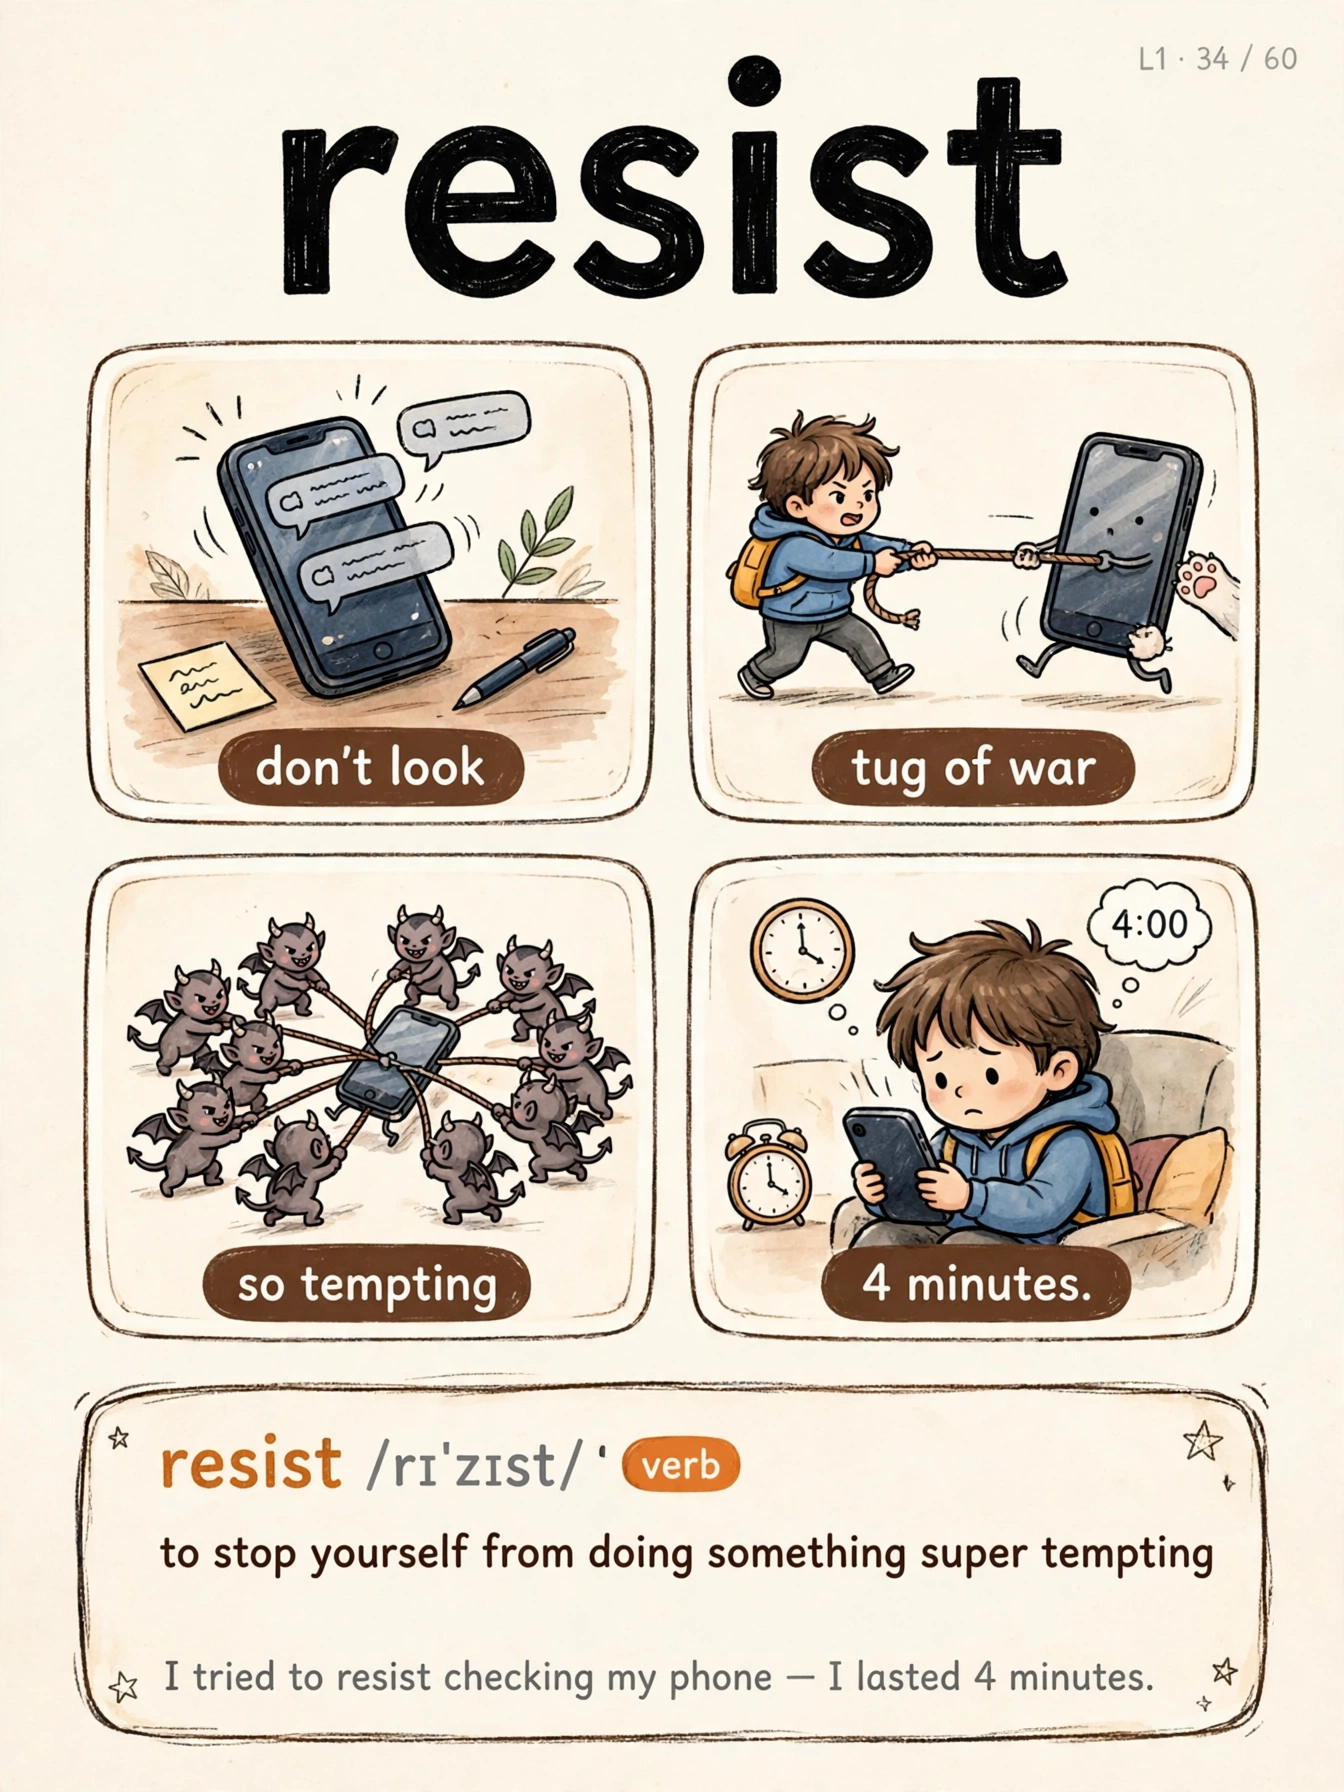 L1 · 34 / 60
resist
don't look
tug of war
so tempting
4:00
4 minutes.
resist /rɪˈzɪst/ ˈ verb
to stop yourself from doing something super tempting
I tried to resist checking my phone — I lasted 4 minutes.